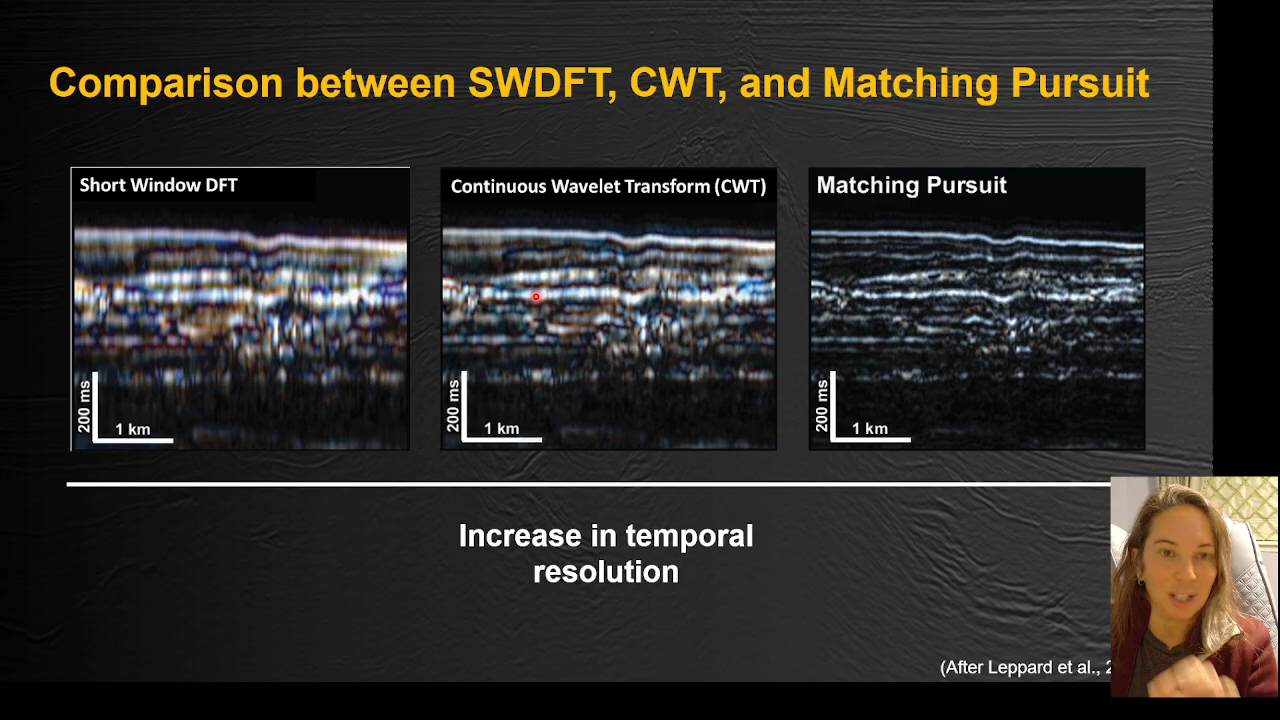 Comparison between SWDFT, CWT, and Matching Pursuit
Short Window DFT
Continuous Wavelet Transform (CWT)
Matching Pursuit
200 ms
1 km
200 ms
1 km
200 ms
1 km
Increase in temporal
resolution
(After Leppard et al.,